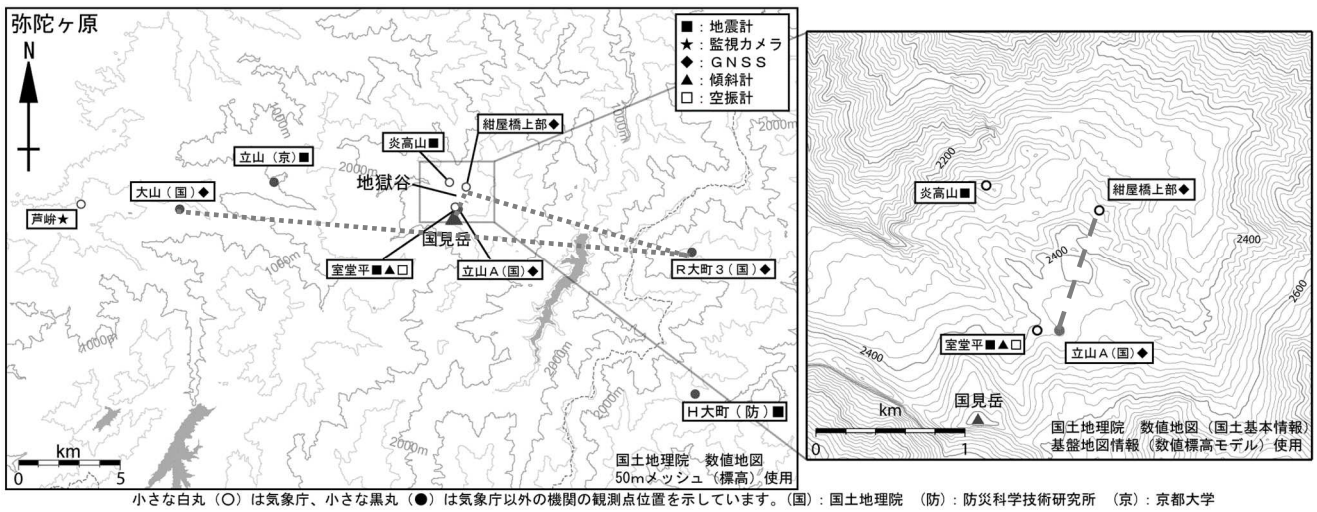 弥陀ヶ原
N
■：地震計
★：監視カメラ
◆：ＧＮＳＳ
▲：傾斜計
□：空振計
1000m
2000m
1000m
2000m
紺屋橋上部◆
炎高山■
立山（京）■
2000m
地獄谷
大山（国）◆
芦峅★
国見岳
室堂平■▲□
立山Ａ（国）◆
Ｒ大町３（国）◆
1000m
1000m
2000m
2000m
2000m
Ｈ大町（防）■
km
0 5
国土地理院　数値地図
50mメッシュ（標高）使用
2200
炎高山■
紺屋橋上部◆
2400
2400
2600
室堂平■▲□
立山Ａ（国）◆
2400
国見岳
km
0 1
国土地理院　数値地図（国土基本情報）
基盤地図情報（数値標高モデル）使用
小さな白丸（○）は気象庁、小さな黒丸（●）は気象庁以外の機関の観測点位置を示しています。（国）：国土地理院　（防）：防災科学技術研究所　（京）：京都大学